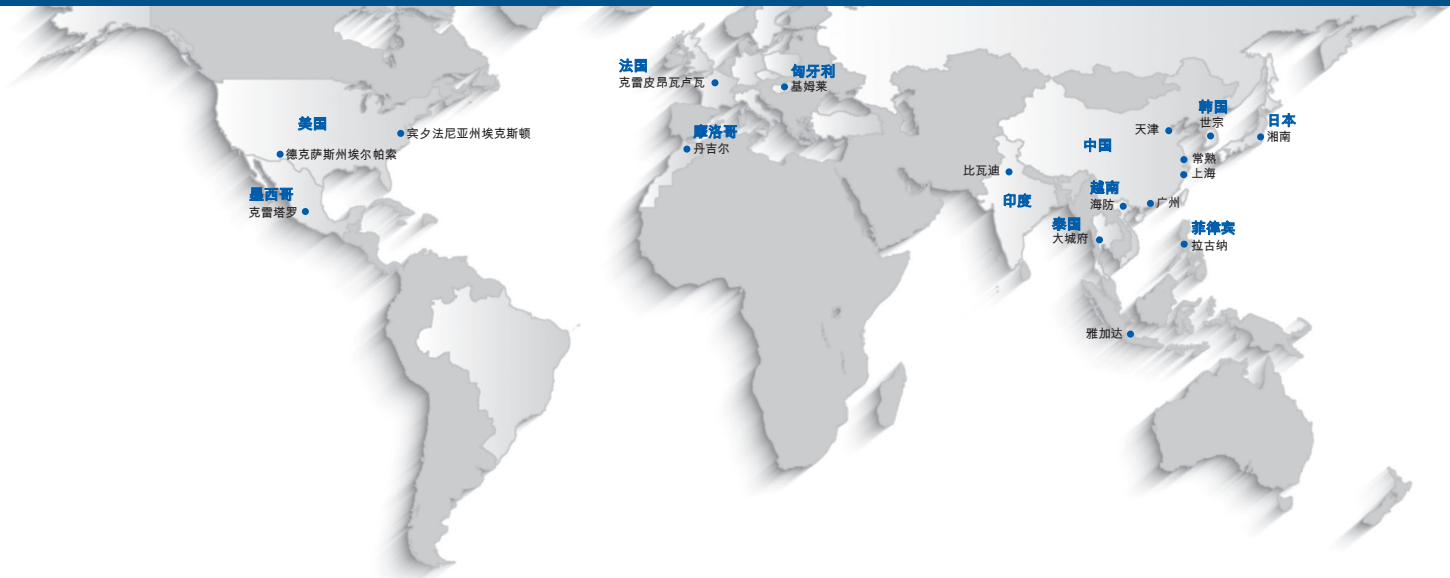 美国
宾夕法尼亚州埃克斯顿
德克萨斯州埃尔帕索
墨西哥
克雷塔罗
法国
克雷皮昂瓦卢瓦
匈牙利
基姆莱
摩洛哥
丹吉尔
韩国
世宗
日本
湘南
天津
中国
常熟
上海
比瓦迪
印度
越南
海防
广州
泰国
大城府
菲律宾
拉古纳
雅加达